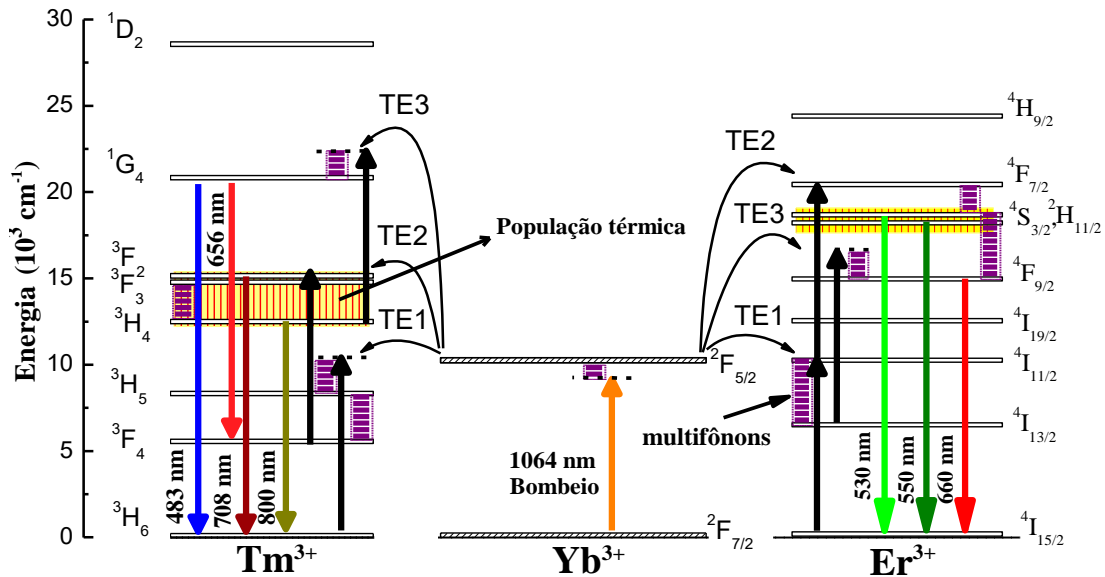 Energia (10³ cm⁻¹)
30
25
20
15
10
5
0
¹D₂
¹G₄
³F₂
³F₃
³H₄
³H₅
³F₄
³H₆
483 nm
656 nm
708 nm
800 nm
TE3
TE2
TE1
População térmica
Tm³⁺
1064 nm
Bombeio
²F₅/₂
²F₇/₂
Yb³⁺
multifônons
TE2
TE3
TE1
530 nm
550 nm
660 nm
⁴H₉/₂
⁴F₇/₂
⁴S₃/₂, ²H₁₁/₂
⁴F₉/₂
⁴I₁₉/₂
⁴I₁₁/₂
⁴I₁₃/₂
⁴I₁₅/₂
Er³⁺